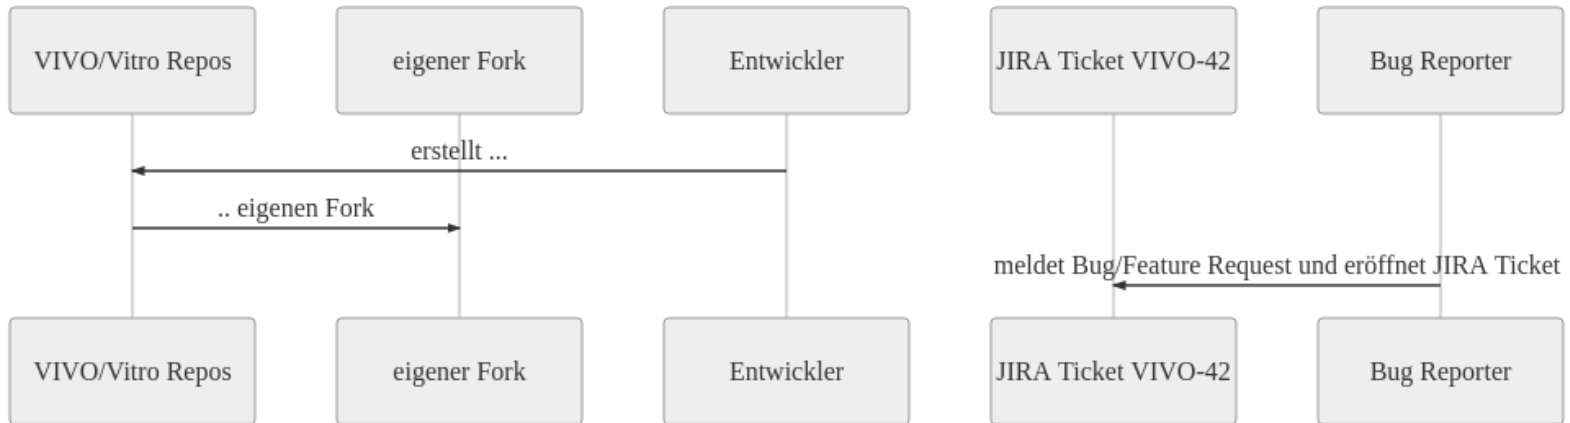 VIVO/Vitro Repos
eigener Fork
Entwickler
JIRA Ticket VIVO-42
Bug Reporter
erstellt ...
.. eigenen Fork
meldet Bug/Feature Request und eröffnet JIRA Ticket
VIVO/Vitro Repos
eigener Fork
Entwickler
JIRA Ticket VIVO-42
Bug Reporter